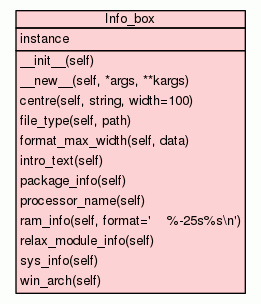 Info_box
instance
__init__(self)
__new__(self, *args, **kargs)
centre(self, string, width=100)
file_type(self, path)
format_max_width(self, data)
intro_text(self)
package_info(self)
processor_name(self)
ram_info(self, format='    %-25s%s\n')
relax_module_info(self)
sys_info(self)
win_arch(self)